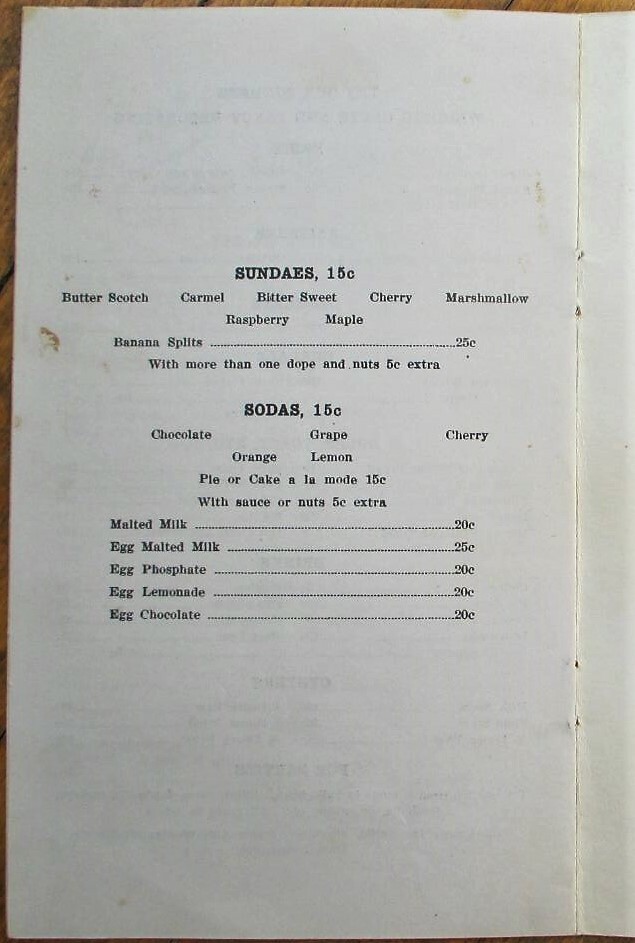 SUNDAES, 15c
Butter Scotch Carmel Bitter Sweet Cherry Marshmallow
Raspberry Maple
Banana Splits ........................................................................25c
With more than one dope and nuts 5c extra
SODAS, 15c
Chocolate Grape Cherry
Orange Lemon
Pie or Cake a la mode 15c
With sauce or nuts 5c extra
Malted Milk ............................................................................20c
Egg Malted Milk ...................................................................25c
Egg Phosphate .......................................................................20c
Egg Lemonade .......................................................................20c
Egg Chocolate ........................................................................20c